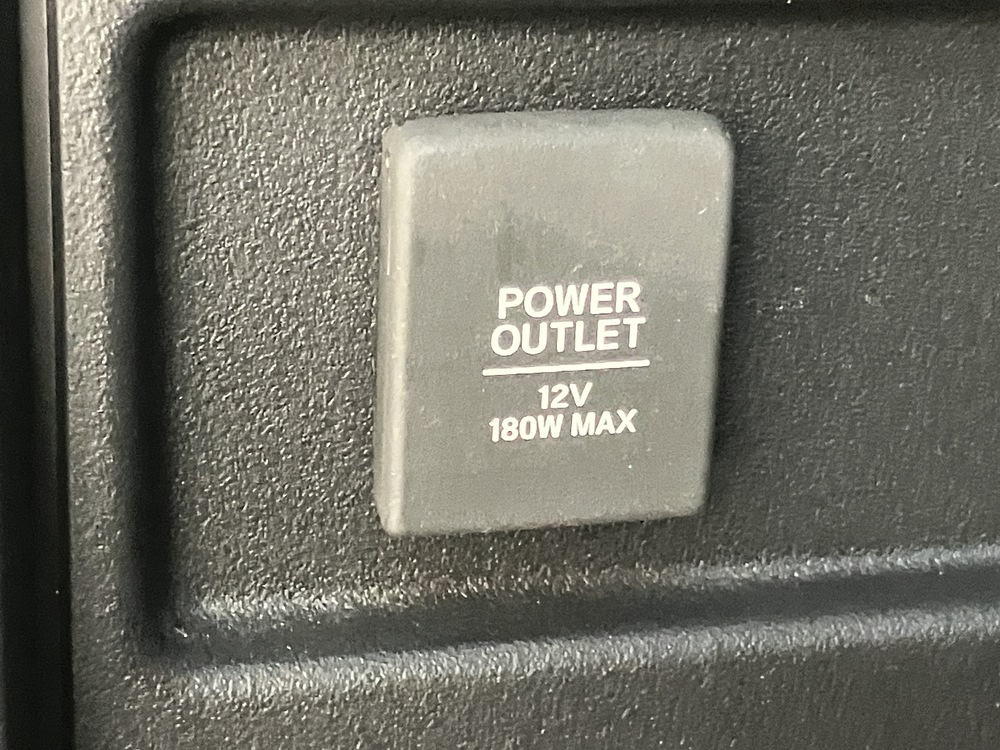 POWER
OUTLET
12V
180W MAX